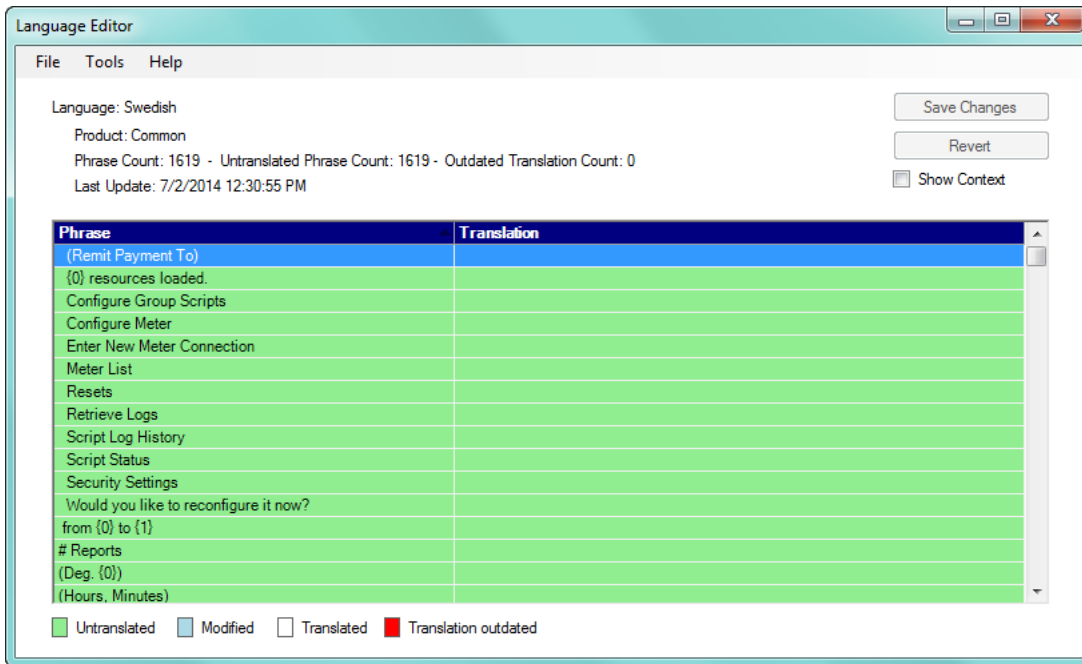 Language Editor
File Tools Help
Language: Swedish
Save Changes
Product: Common
Revert
Phrase Count: 1619 - Untranslated Phrase Count: 1619 - Outdated Translation Count: 0
Last Update: 7/2/2014 12:30:55 PM
Show Context
Phrase Translation
(Remit Payment To)
{0} resources loaded.
Configure Group Scripts
Configure Meter
Enter New Meter Connection
Meter List
Resets
Retrieve Logs
Script Log History
Script Status
Security Settings
Would you like to reconfigure it now?
from {0} to {1}
# Reports
(Deg. {0})
(Hours, Minutes)
Untranslated Modified Translated Translation outdated